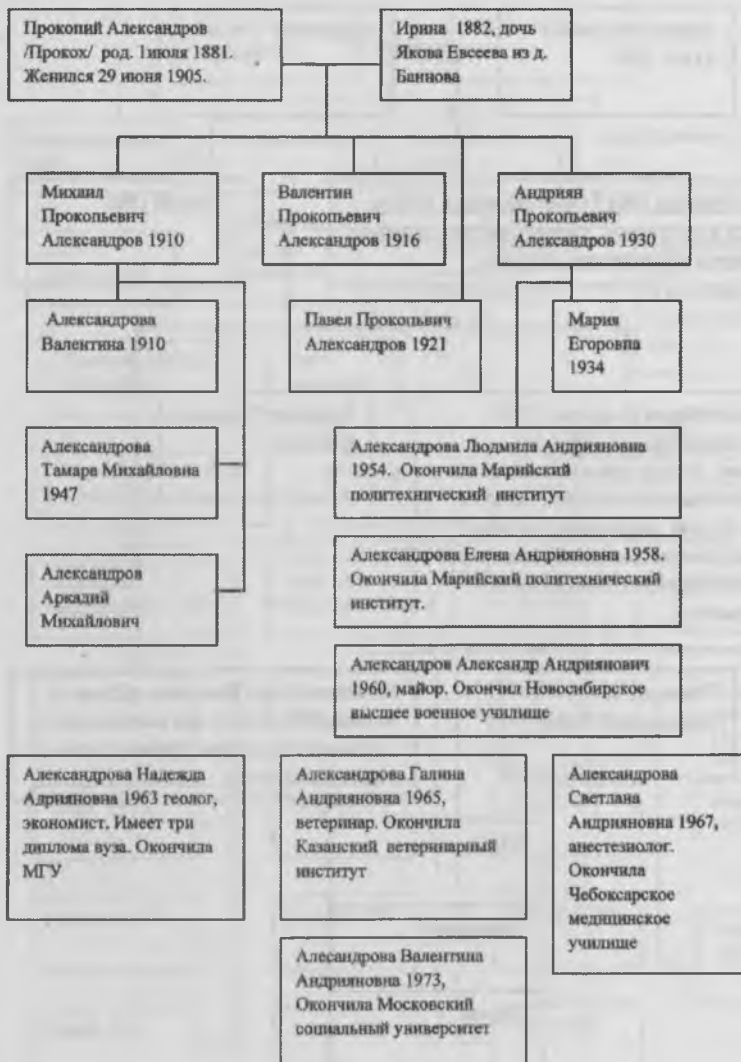 Прокопий Александров
/Прокох/ род. 1июля 1881.
Женился 29 июня 1905.
Ирина 1882, дочь
Якова Евсеева из д.
Баннова
Михаил
Прокопьевич
Александров 1910
Валентин
Прокопьевич
Александров 1916
Андриян
Прокопьевич
Александров 1930
Александрова
Валентина 1910
Павел Прокопьвич
Александров 1921
Мария
Егоровна
1934
Александрова
Тамара Михайловна
1947
Александрова Людмила Андрияновна
1954. Окончила Марийский
политехнический институт
Александров
Аркадий
Михайлович
Александрова Елена Андрияновна 1958.
Окончила Марийский политехнический
институт.
Александров Александр Андриянович
1960, майор. Окончил Новосибирское
высшее военное училище
Александрова Надежда
Адрияновна 1963 геолог,
экономист. Имеет три
диплома вуза. Окончила
МГУ
Александрова Галина
Андрияновна 1965,
ветеринар. Окончила
Казанский ветеринарный
институт
Александрова
Светлана
Андрияновна 1967,
анестезиолог.
Окончила
Чебоксарское
медицинское
училище
Алесандрова Валентина
Андрияновна 1973,
Окончила Московский
социальный университет